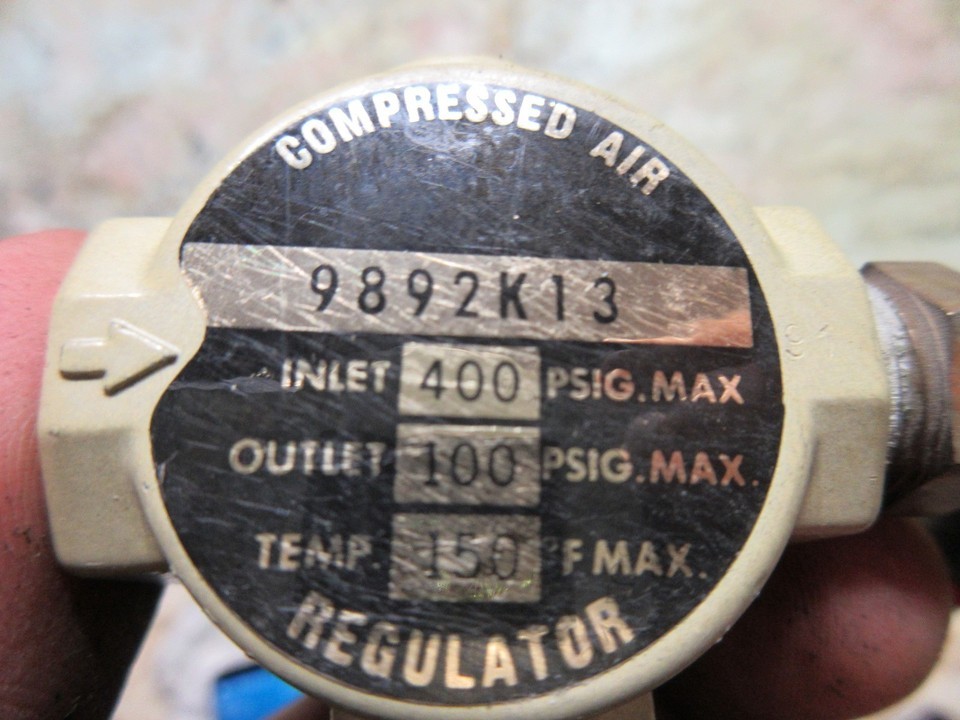 COMPRESSED AIR
9892K13
INLET 400 PSIG. MAX
OUTLET 100 PSIG. MAX.
TEMP. 150 °F MAX.
REGULATOR